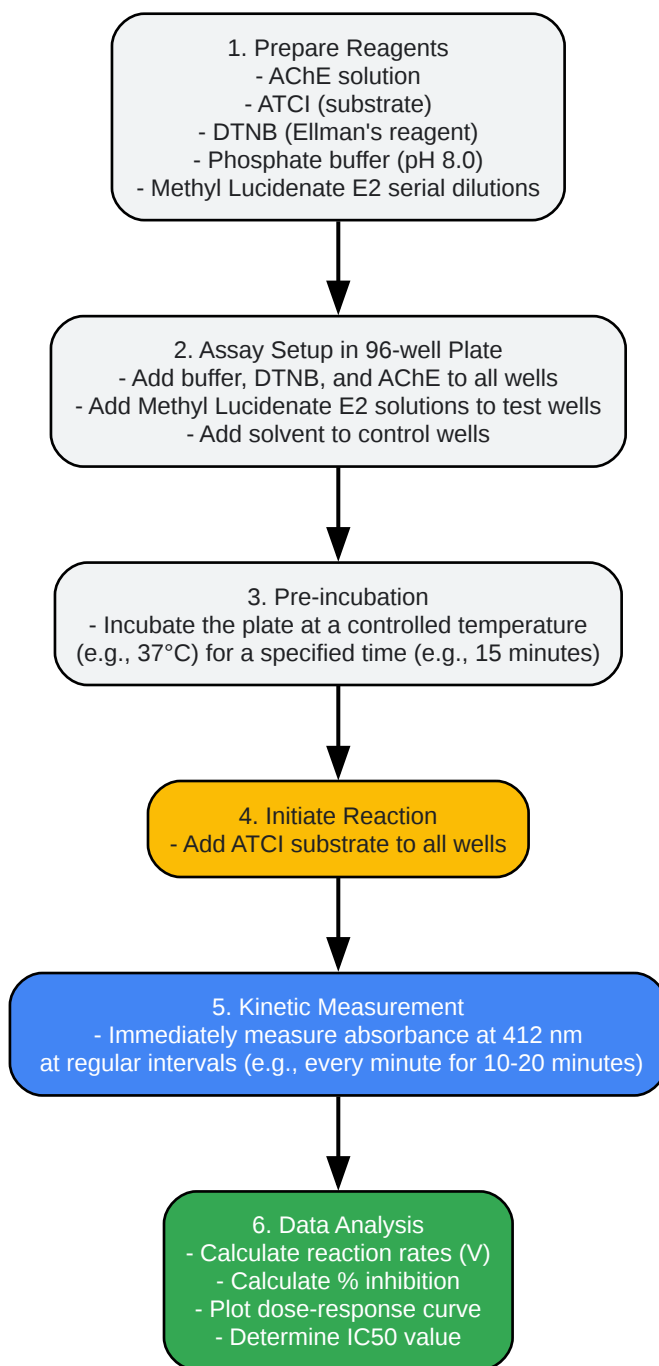 1. Prepare Reagents
- AChE solution
- ATCI (substrate)
- DTNB (Ellman's reagent)
- Phosphate buffer (pH 8.0)
- Methyl Lucidenate E2 serial dilutions
2. Assay Setup in 96-well Plate
- Add buffer, DTNB, and AChE to all wells
- Add Methyl Lucidenate E2 solutions to test wells
- Add solvent to control wells
3. Pre-incubation
- Incubate the plate at a controlled temperature
(e.g., 37°C) for a specified time (e.g., 15 minutes)
4. Initiate Reaction
- Add ATCI substrate to all wells
5. Kinetic Measurement
- Immediately measure absorbance at 412 nm
at regular intervals (e.g., every minute for 10-20 minutes)
6. Data Analysis
- Calculate reaction rates (V)
- Calculate % inhibition
- Plot dose-response curve
- Determine IC50 value